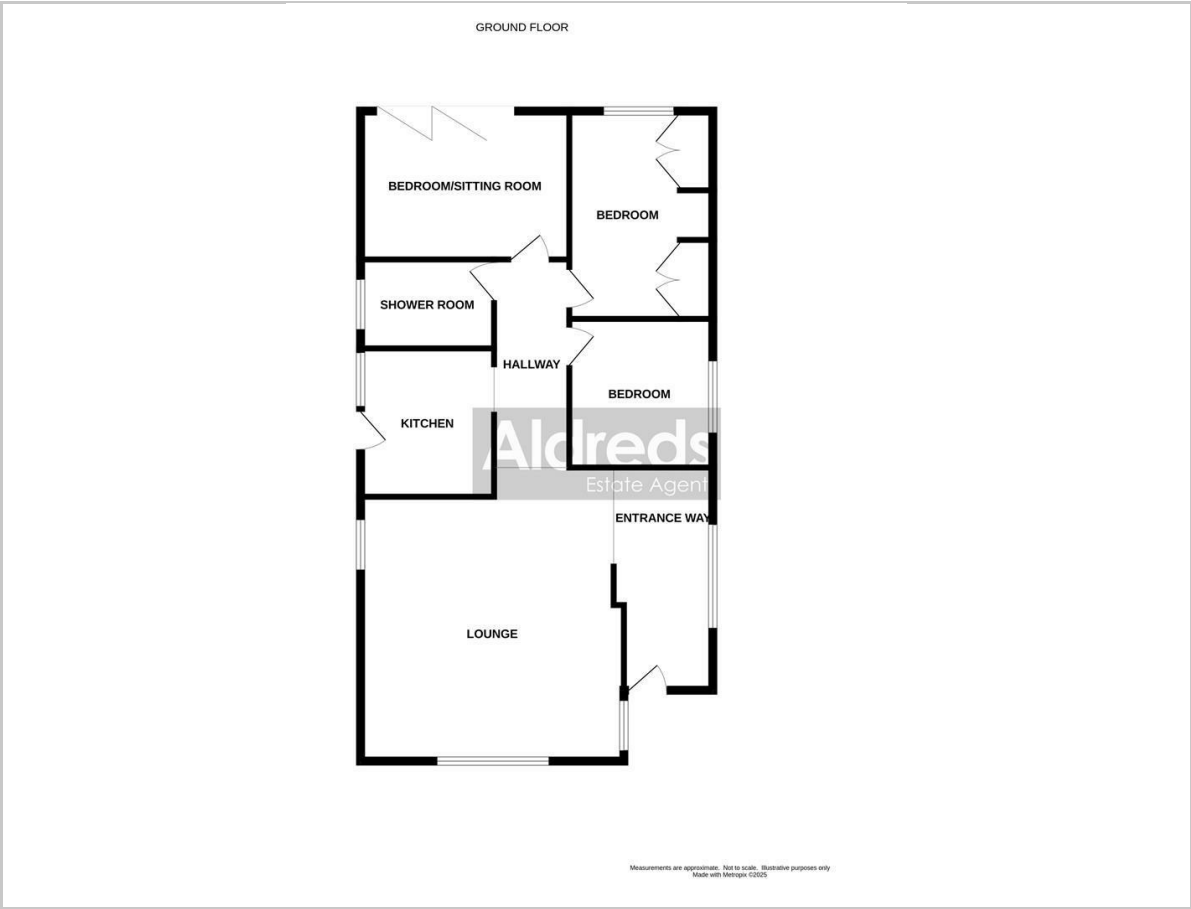 GROUND FLOOR
BEDROOM/SITTING ROOM
BEDROOM
SHOWER ROOM
HALLWAY
BEDROOM
KITCHEN
Aldreds
Estate Agent
ENTRANCE WAY
LOUNGE
Measurements are approximate. Not to scale. Illustrative purposes only
Made with Metropix ©2025